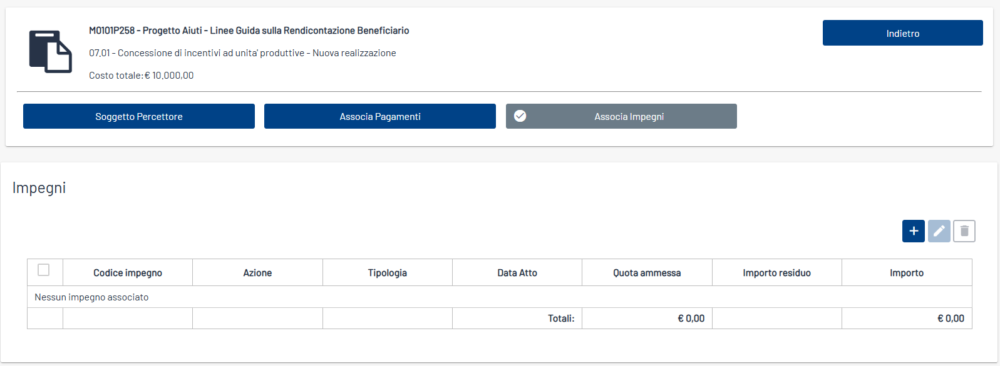 M0101P258 - Progetto Aiuti - Linee Guida sulla Rendicontazione Beneficiario
Indietro
07.01 - Concessione di incentivi ad unita' produttive - Nuova realizzazione
Costo totale:€ 10.000,00
Soggetto Percettore Associa Pagamenti Associa Impegni
Impegni
Codice impegno Azione Tipologia Data Atto Quota ammessa Importo residuo Importo
Nessun impegno associato
Totali: € 0,00 € 0,00